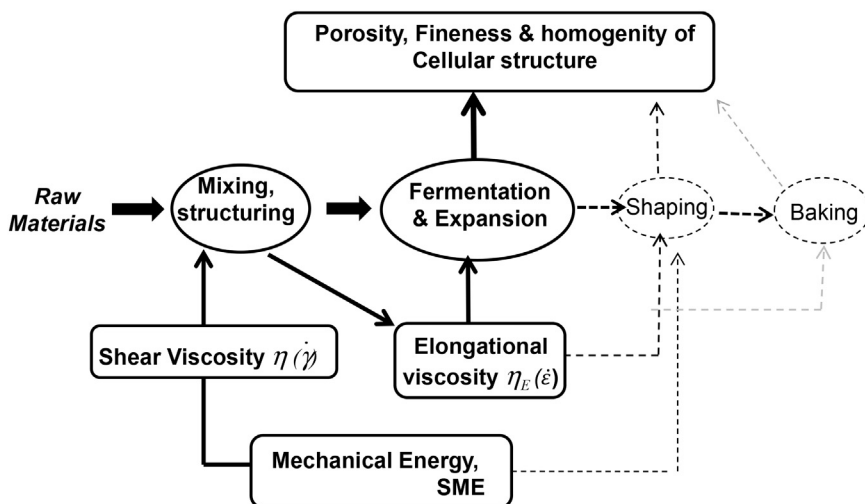 Porosity, Fineness & homogenity of
Cellular structure
Raw
Materials
Mixing,
structuring
Fermentation
& Expansion
Shaping
Baking
Shear Viscosity η (γ̇)
Elongational
viscosity η_E (ε̇)
Mechanical Energy,
SME